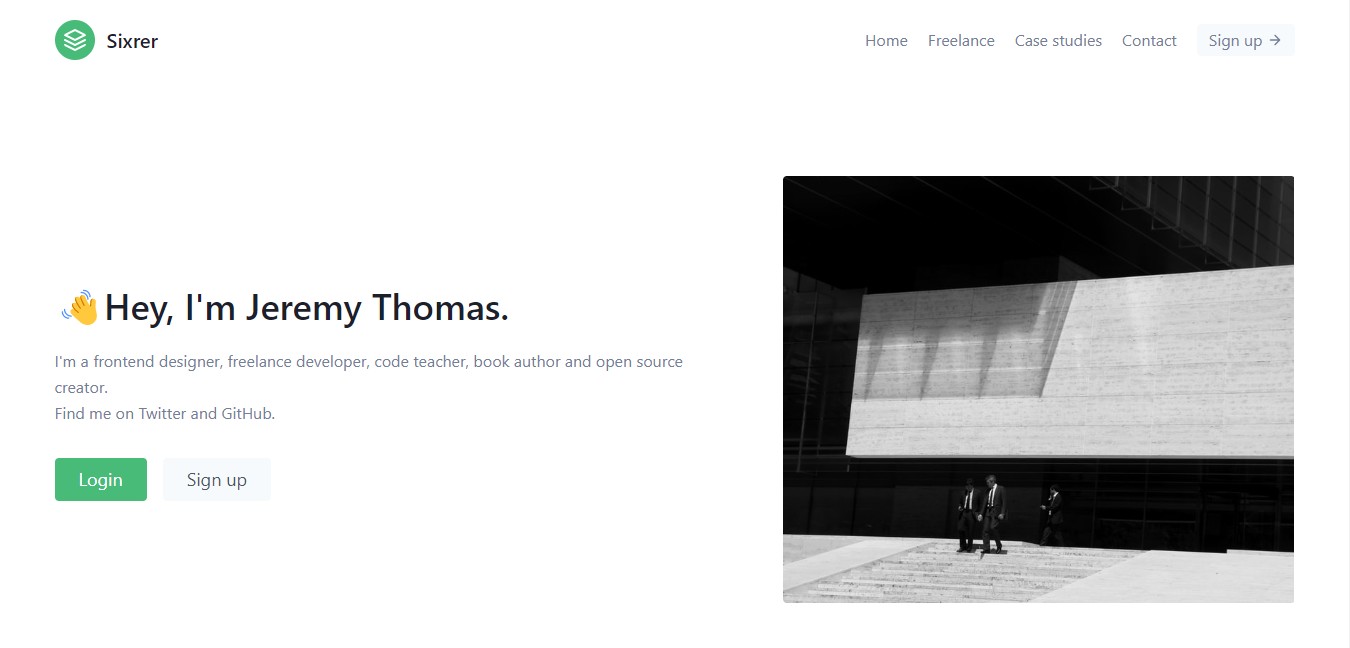 Sixrer
Home Freelance Case studies Contact Sign up →
👋Hey, I'm Jeremy Thomas.
I'm a frontend designer, freelance developer, code teacher, book author and open source
creator.
Find me on Twitter and GitHub.
Login Sign up